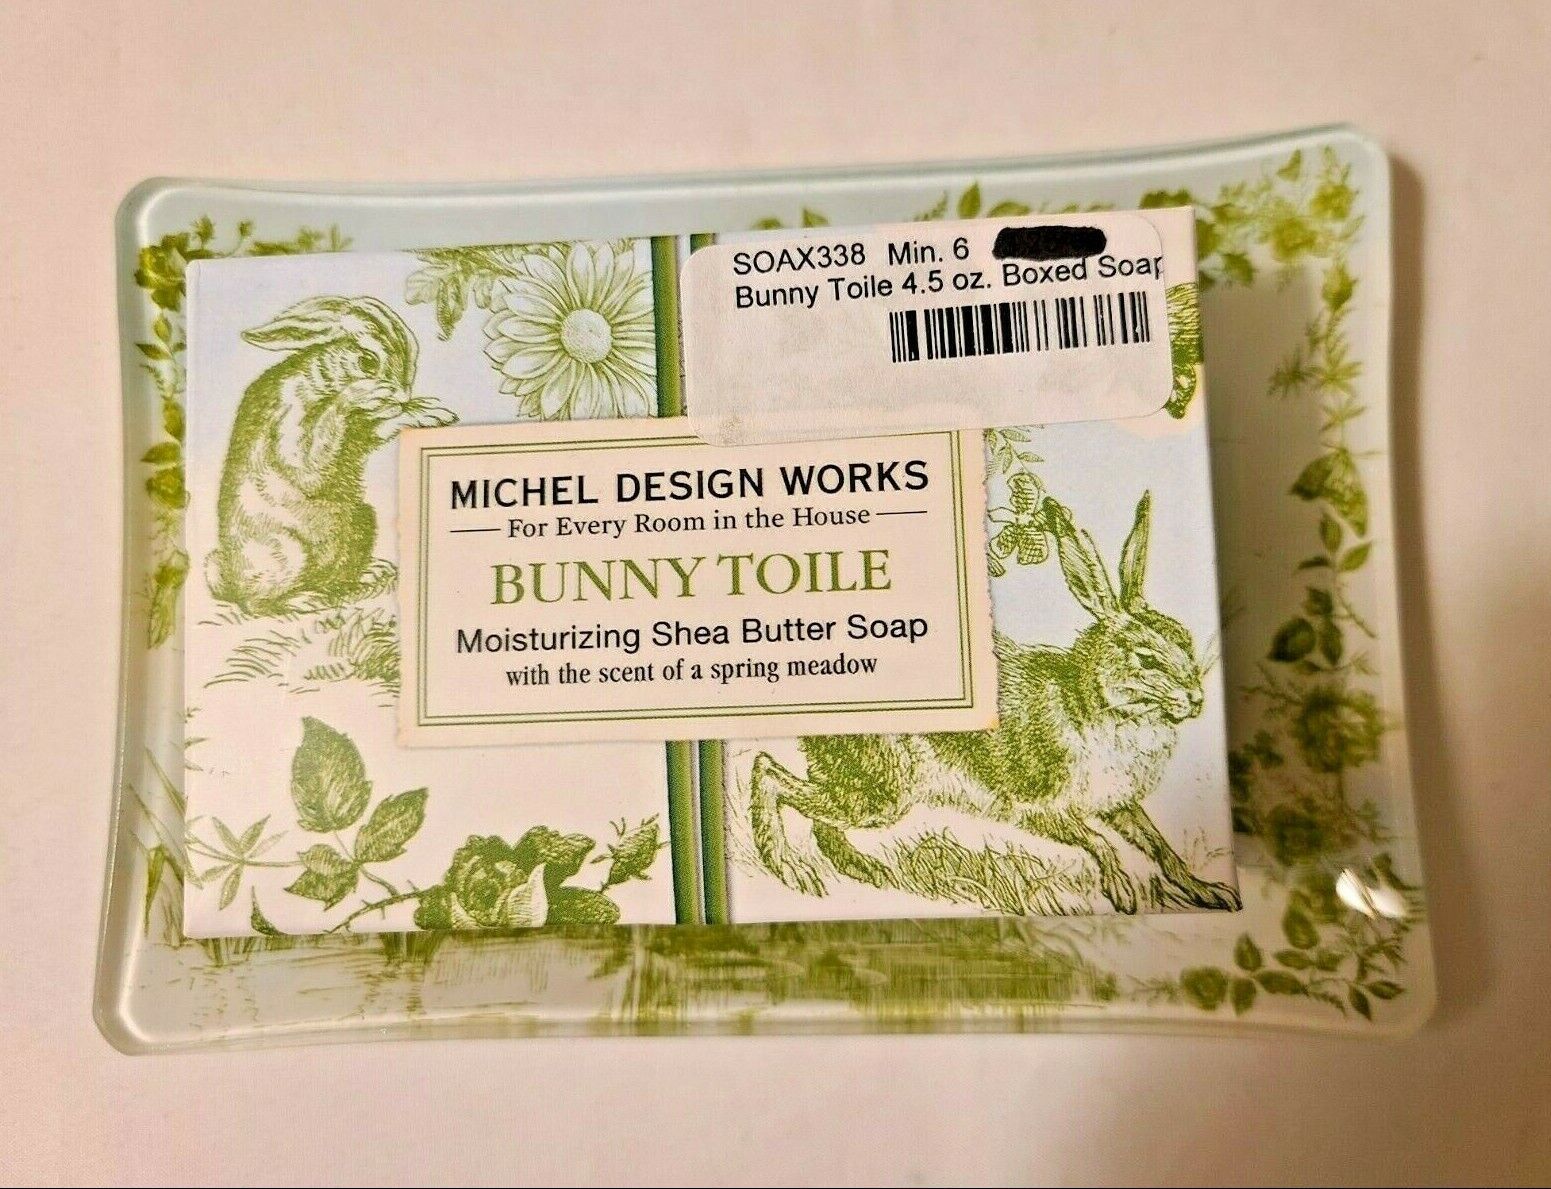 SOAX338 Min. 6
Bunny Toile 4.5 oz. Boxed Soap
MICHEL DESIGN WORKS
For Every Room in the House
BUNNY TOILE
Moisturizing Shea Butter Soap
with the scent of a spring meadow